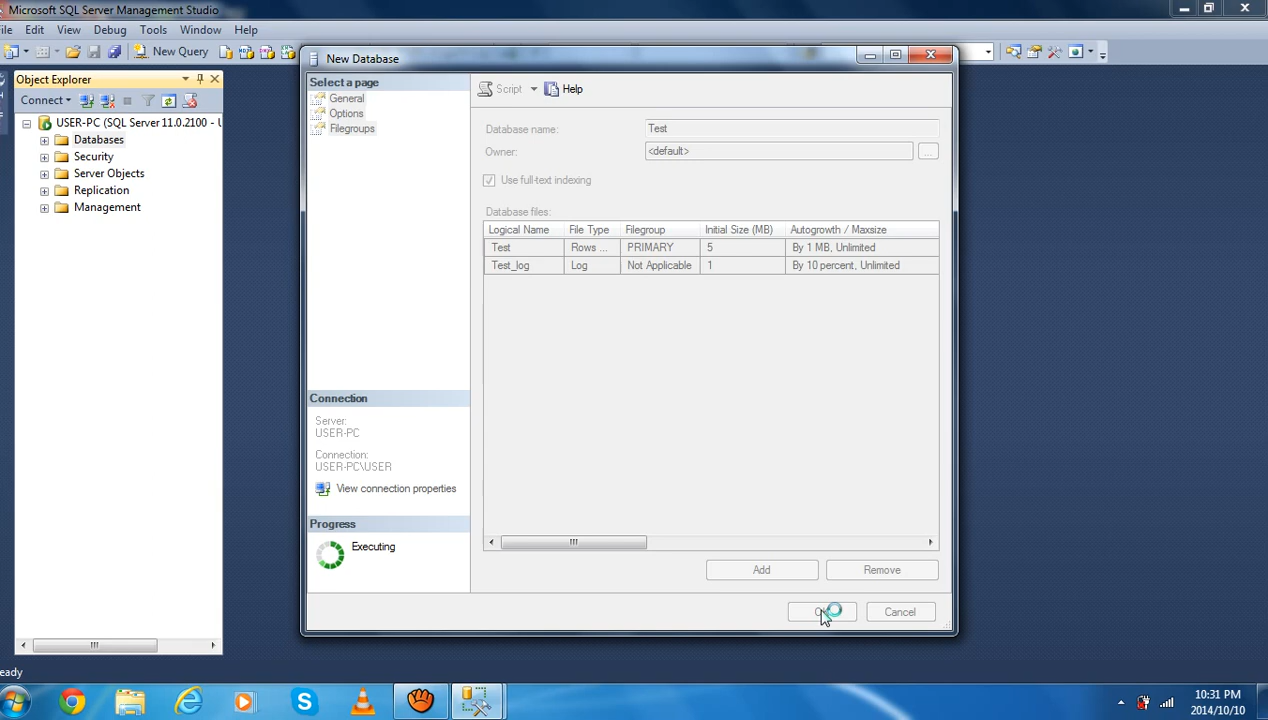 Microsoft SQL Server Management Studio
File Edit View Debug Tools Window Help
New Query
Object Explorer
Connect
USER-PC (SQL Server 11.0.2100 - U
Databases
Security
Server Objects
Replication
Management
New Database
Select a page
General
Options
Filegroups
Script Help
Database name: Test
Owner: <default> ...
Use full-text indexing
Database files:
Logical Name File Type Filegroup Initial Size (MB) Autogrowth / Maxsize
Test Rows ... PRIMARY 5 By 1 MB, Unlimited
Test_log Log Not Applicable 1 By 10 percent, Unlimited
Connection
Server:
USER-PC
Connection:
USER-PC\USER
View connection properties
Progress
Executing
Add Remove
OK Cancel
eady
10:31 PM
2014/10/10